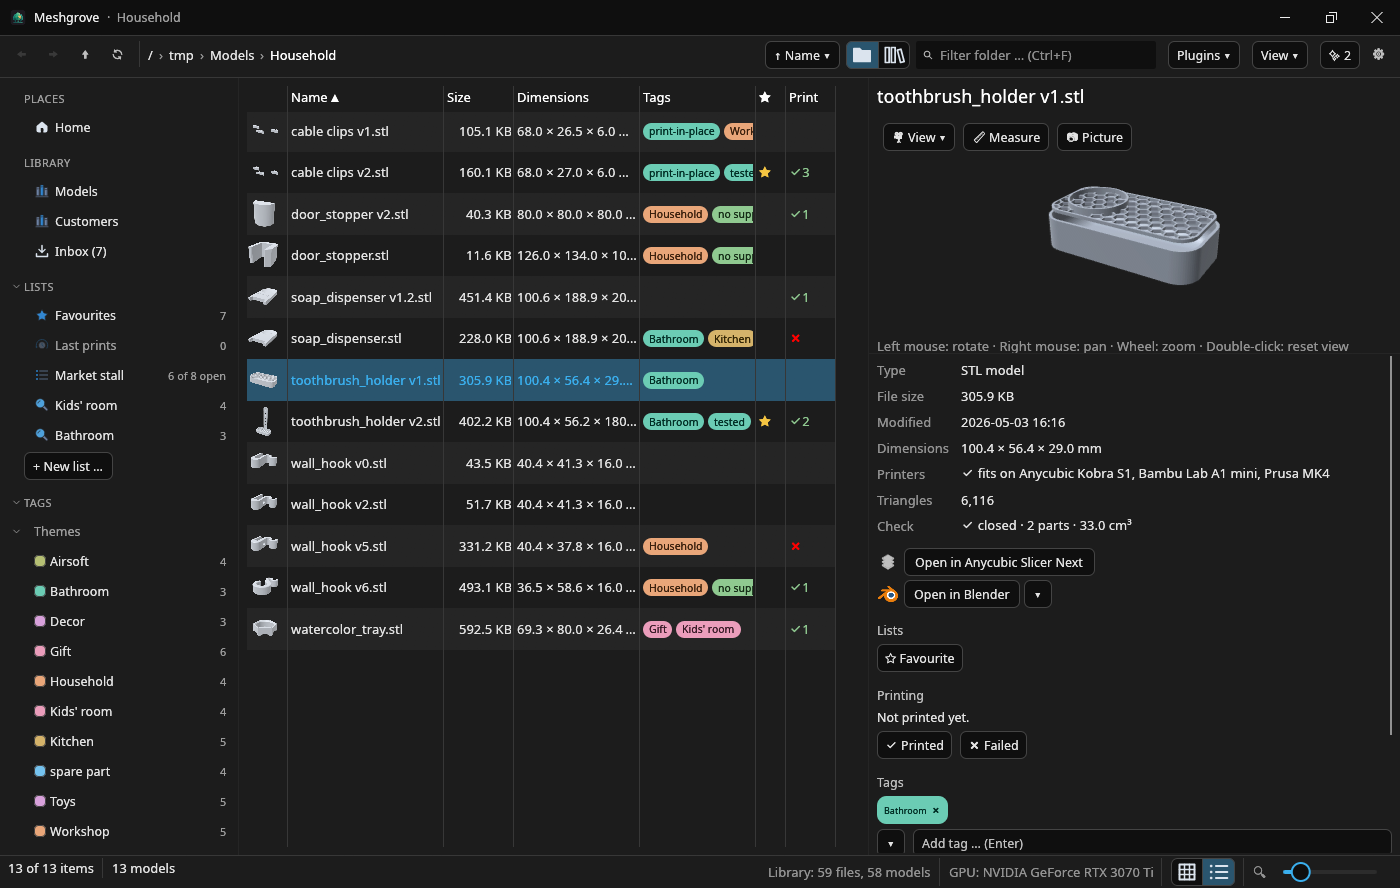 Meshgrove · Household
/ › tmp › Models › Household
↑ Name ▾
Filter folder ... (Ctrl+F)
Plugins ▾
View ▾
2
PLACES
Home
LIBRARY
Models
Customers
Inbox (7)
LISTS
Favourites 7
Last prints 0
Market stall 6 of 8 open
Kids' room 4
Bathroom 3
+ New list ...
TAGS
Themes
Airsoft 4
Bathroom 3
Decor 3
Gift 6
Household 4
Kids' room 4
Kitchen 5
spare part 4
Toys 5
Workshop 5
Name ▲ Size Dimensions Tags ★ Print
cable clips v1.stl 105.1 KB 68.0 × 26.5 × 6.0 ... print-in-place Work
cable clips v2.stl 160.1 KB 68.0 × 27.0 × 6.0 ... print-in-place teste ★ ✓ 3
door_stopper v2.stl 40.3 KB 80.0 × 80.0 × 80.0 ... Household no supp ✓ 1
door_stopper.stl 11.6 KB 126.0 × 134.0 × 10... Household no supp
soap_dispenser v1.2.stl 451.4 KB 100.6 × 188.9 × 20... ✓ 1
soap_dispenser.stl 228.0 KB 100.6 × 188.9 × 20... Bathroom Kitchen ×
toothbrush_holder v1.stl 305.9 KB 100.4 × 56.4 × 29.... Bathroom
toothbrush_holder v2.stl 402.2 KB 100.4 × 56.2 × 180... Bathroom tested ★ ✓ 2
wall_hook v0.stl 43.5 KB 40.4 × 41.3 × 16.0 ...
wall_hook v2.stl 51.7 KB 40.4 × 41.3 × 16.0 ...
wall_hook v5.stl 331.2 KB 40.4 × 37.8 × 16.0 ... Household ×
wall_hook v6.stl 493.1 KB 36.5 × 58.6 × 16.0 ... Household no supp ✓ 1
watercolor_tray.stl 592.5 KB 69.3 × 80.0 × 26.4 ... Gift Kids' room ✓ 1
toothbrush_holder v1.stl
View ▾ Measure Picture
Left mouse: rotate · Right mouse: pan · Wheel: zoom · Double-click: reset view
Type STL model
File size 305.9 KB
Modified 2026-05-03 16:16
Dimensions 100.4 × 56.4 × 29.0 mm
Printers ✓ fits on Anycubic Kobra S1, Bambu Lab A1 mini, Prusa MK4
Triangles 6,116
Check ✓ closed · 2 parts · 33.0 cm³
Open in Anycubic Slicer Next
Open in Blender ▾
Lists
☆ Favourite
Printing
Not printed yet.
✓ Printed × Failed
Tags
Bathroom ×
▾ Add tag ... (Enter)
13 of 13 items 13 models
Library: 59 files, 58 models GPU: NVIDIA GeForce RTX 3070 Ti